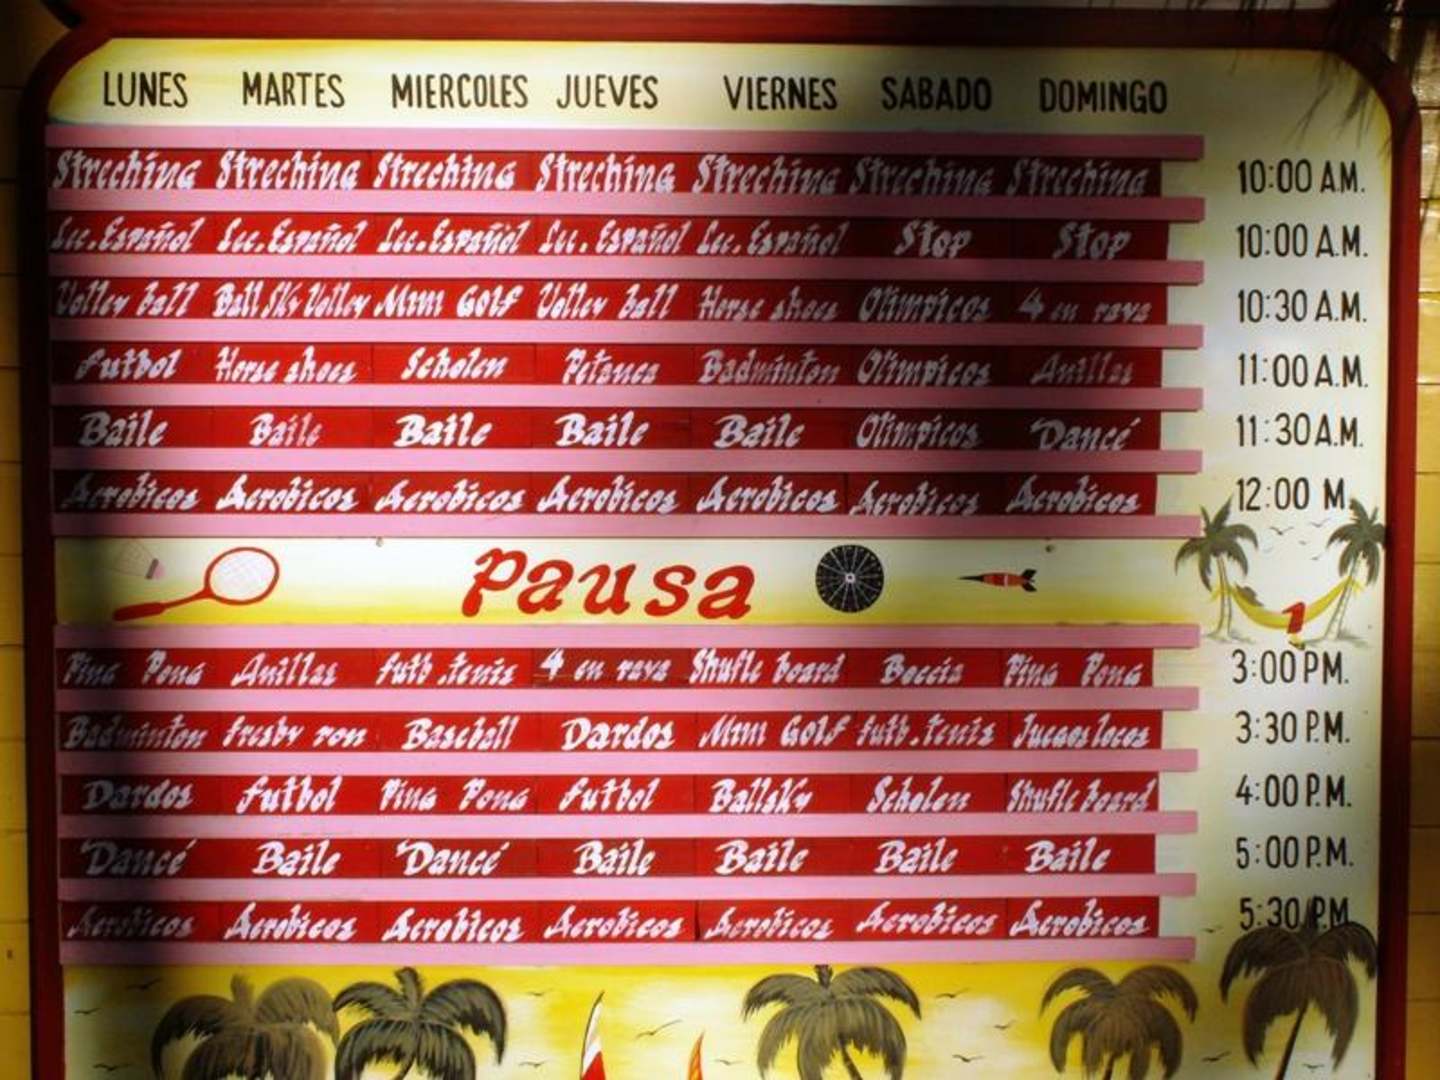 LUNES MARTES MIERCOLES JUEVES VIERNES SABADO DOMINGO
Streching Streching Streching Streching Streching Streching Streching 10:00 A.M.
Lec. Español Lec. Español Lec. Español Lec. Español Lec. Español Stop Stop 10:00 A.M.
Volley ball Ball Sky Volley Mini Golf Volley ball Horse shoes Olimpicos 4 en raya 10:30 A.M.
Futbol Horse shoes Scholen Petanca Badminton Olimpicos Anillas 11:00 A.M.
Baile Baile Baile Baile Baile Olimpicos Dancé 11:30 A.M.
Aerobicos Aerobicos Aerobicos Aerobicos Aerobicos Aerobicos Aerobicos 12:00 M.
Pausa
Ping Pong Anillas futb.tenis 4 en raya Shufle board Boccia Ping Pong 3:00 P.M.
Badminton fresby ron Baseball Dardos Mini Golf futb.tenis Juegos locos 3:30 P.M.
Dardos futbol Ping Pong futbol BallSky Scholen Shufle board 4:00 P.M.
Dancé Baile Dancé Baile Baile Baile Baile 5:00 P.M.
Aerobicos Aerobicos Aerobicos Aerobicos Aerobicos Aerobicos Aerobicos 5:30 P.M.